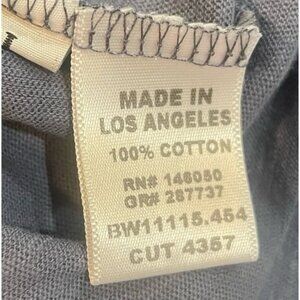 MADE IN
LOS ANGELES
100% COTTON
RN# 146050
GR# 287737
BW11115.454
CUT 4357